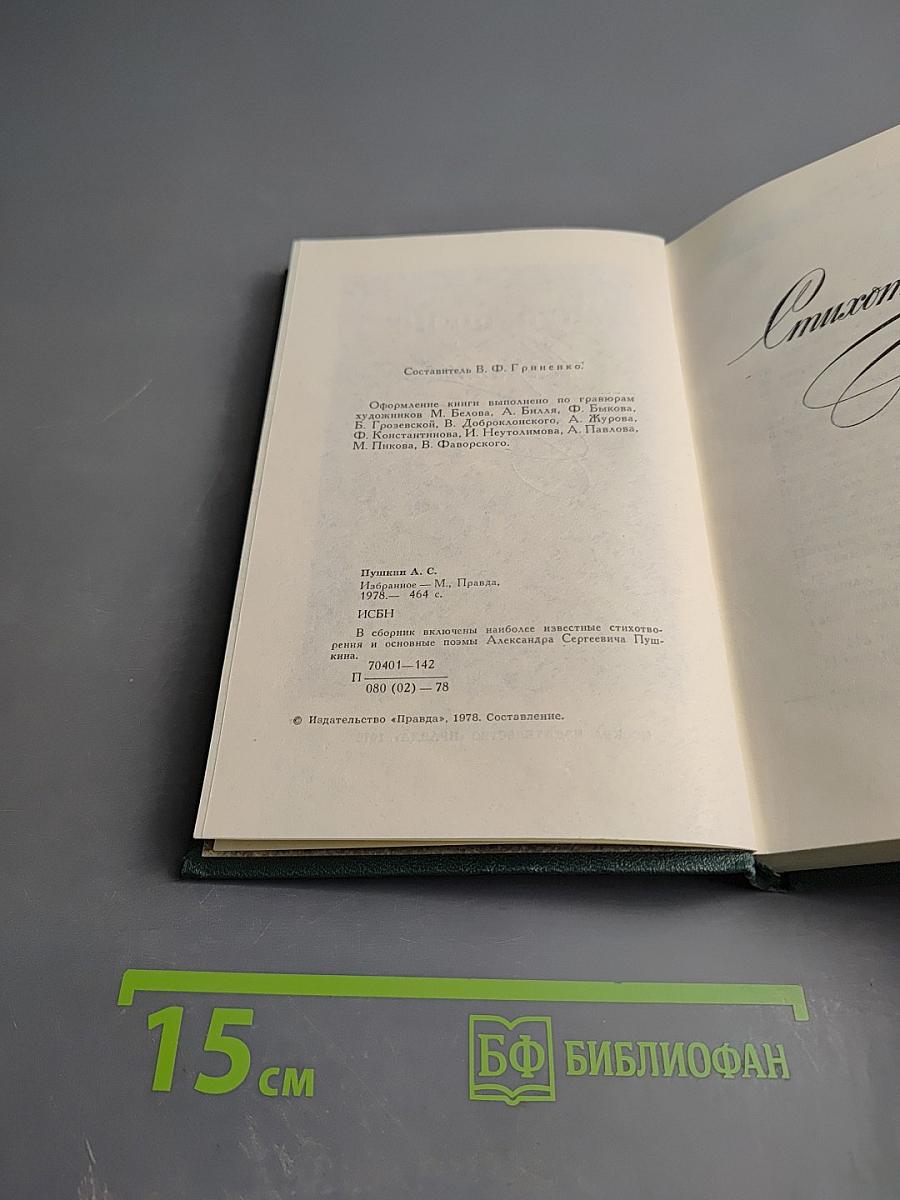 Составитель В. Ф. Гриненко.
Оформление книги выполнено по гравюрам
художников М. Белова, А. Билля, Ф. Быкова,
Б. Грозевской, В. Доброклонского, А. Журова,
Ф. Константинова, И. Неутолимова, А. Павлова,
М. Пикова, В. Фаворского.
Пушкин А. С.
Избранное — М., Правда,
1978.— 464 с.
ИСБН
В сборник включены наиболее известные стихотво-
рения и основные поэмы Александра Сергеевича Пуш-
кина.
70401—142
П
080 (02) — 78
© Издательство «Правда», 1978. Составление.
Стихот
15 см
БФ БИБЛИОФАН